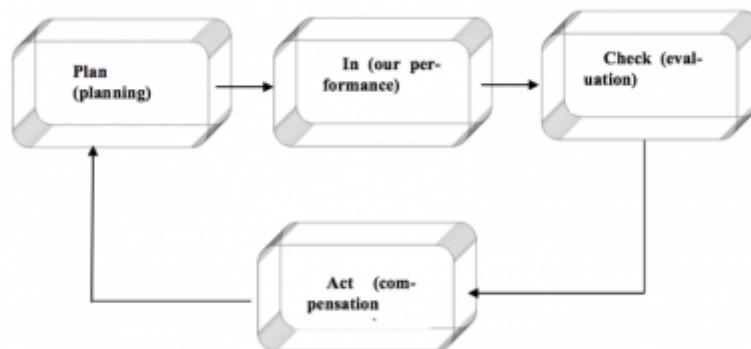 Plan
(planning)
In (our per-
formance)
Check (eval-
uation)
Act (com-
pensation